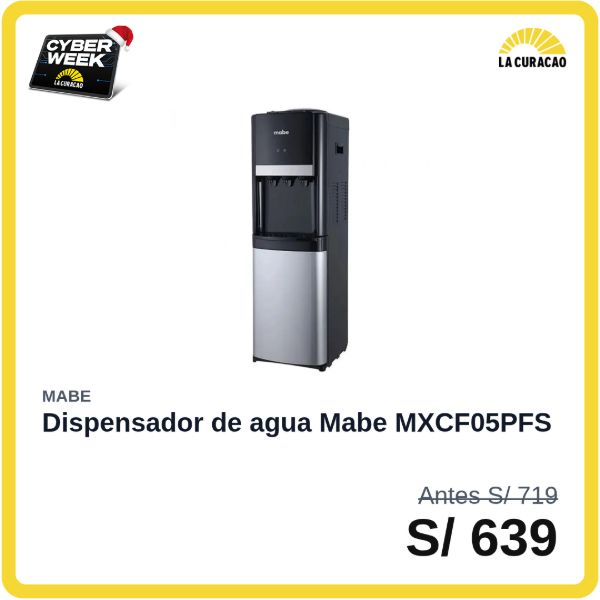 CYBER
WEEK
LA CURACAO
LA CURACAO
mabe
MABE
Dispensador de agua Mabe MXCF05PFS
Antes S/ 719
S/ 639